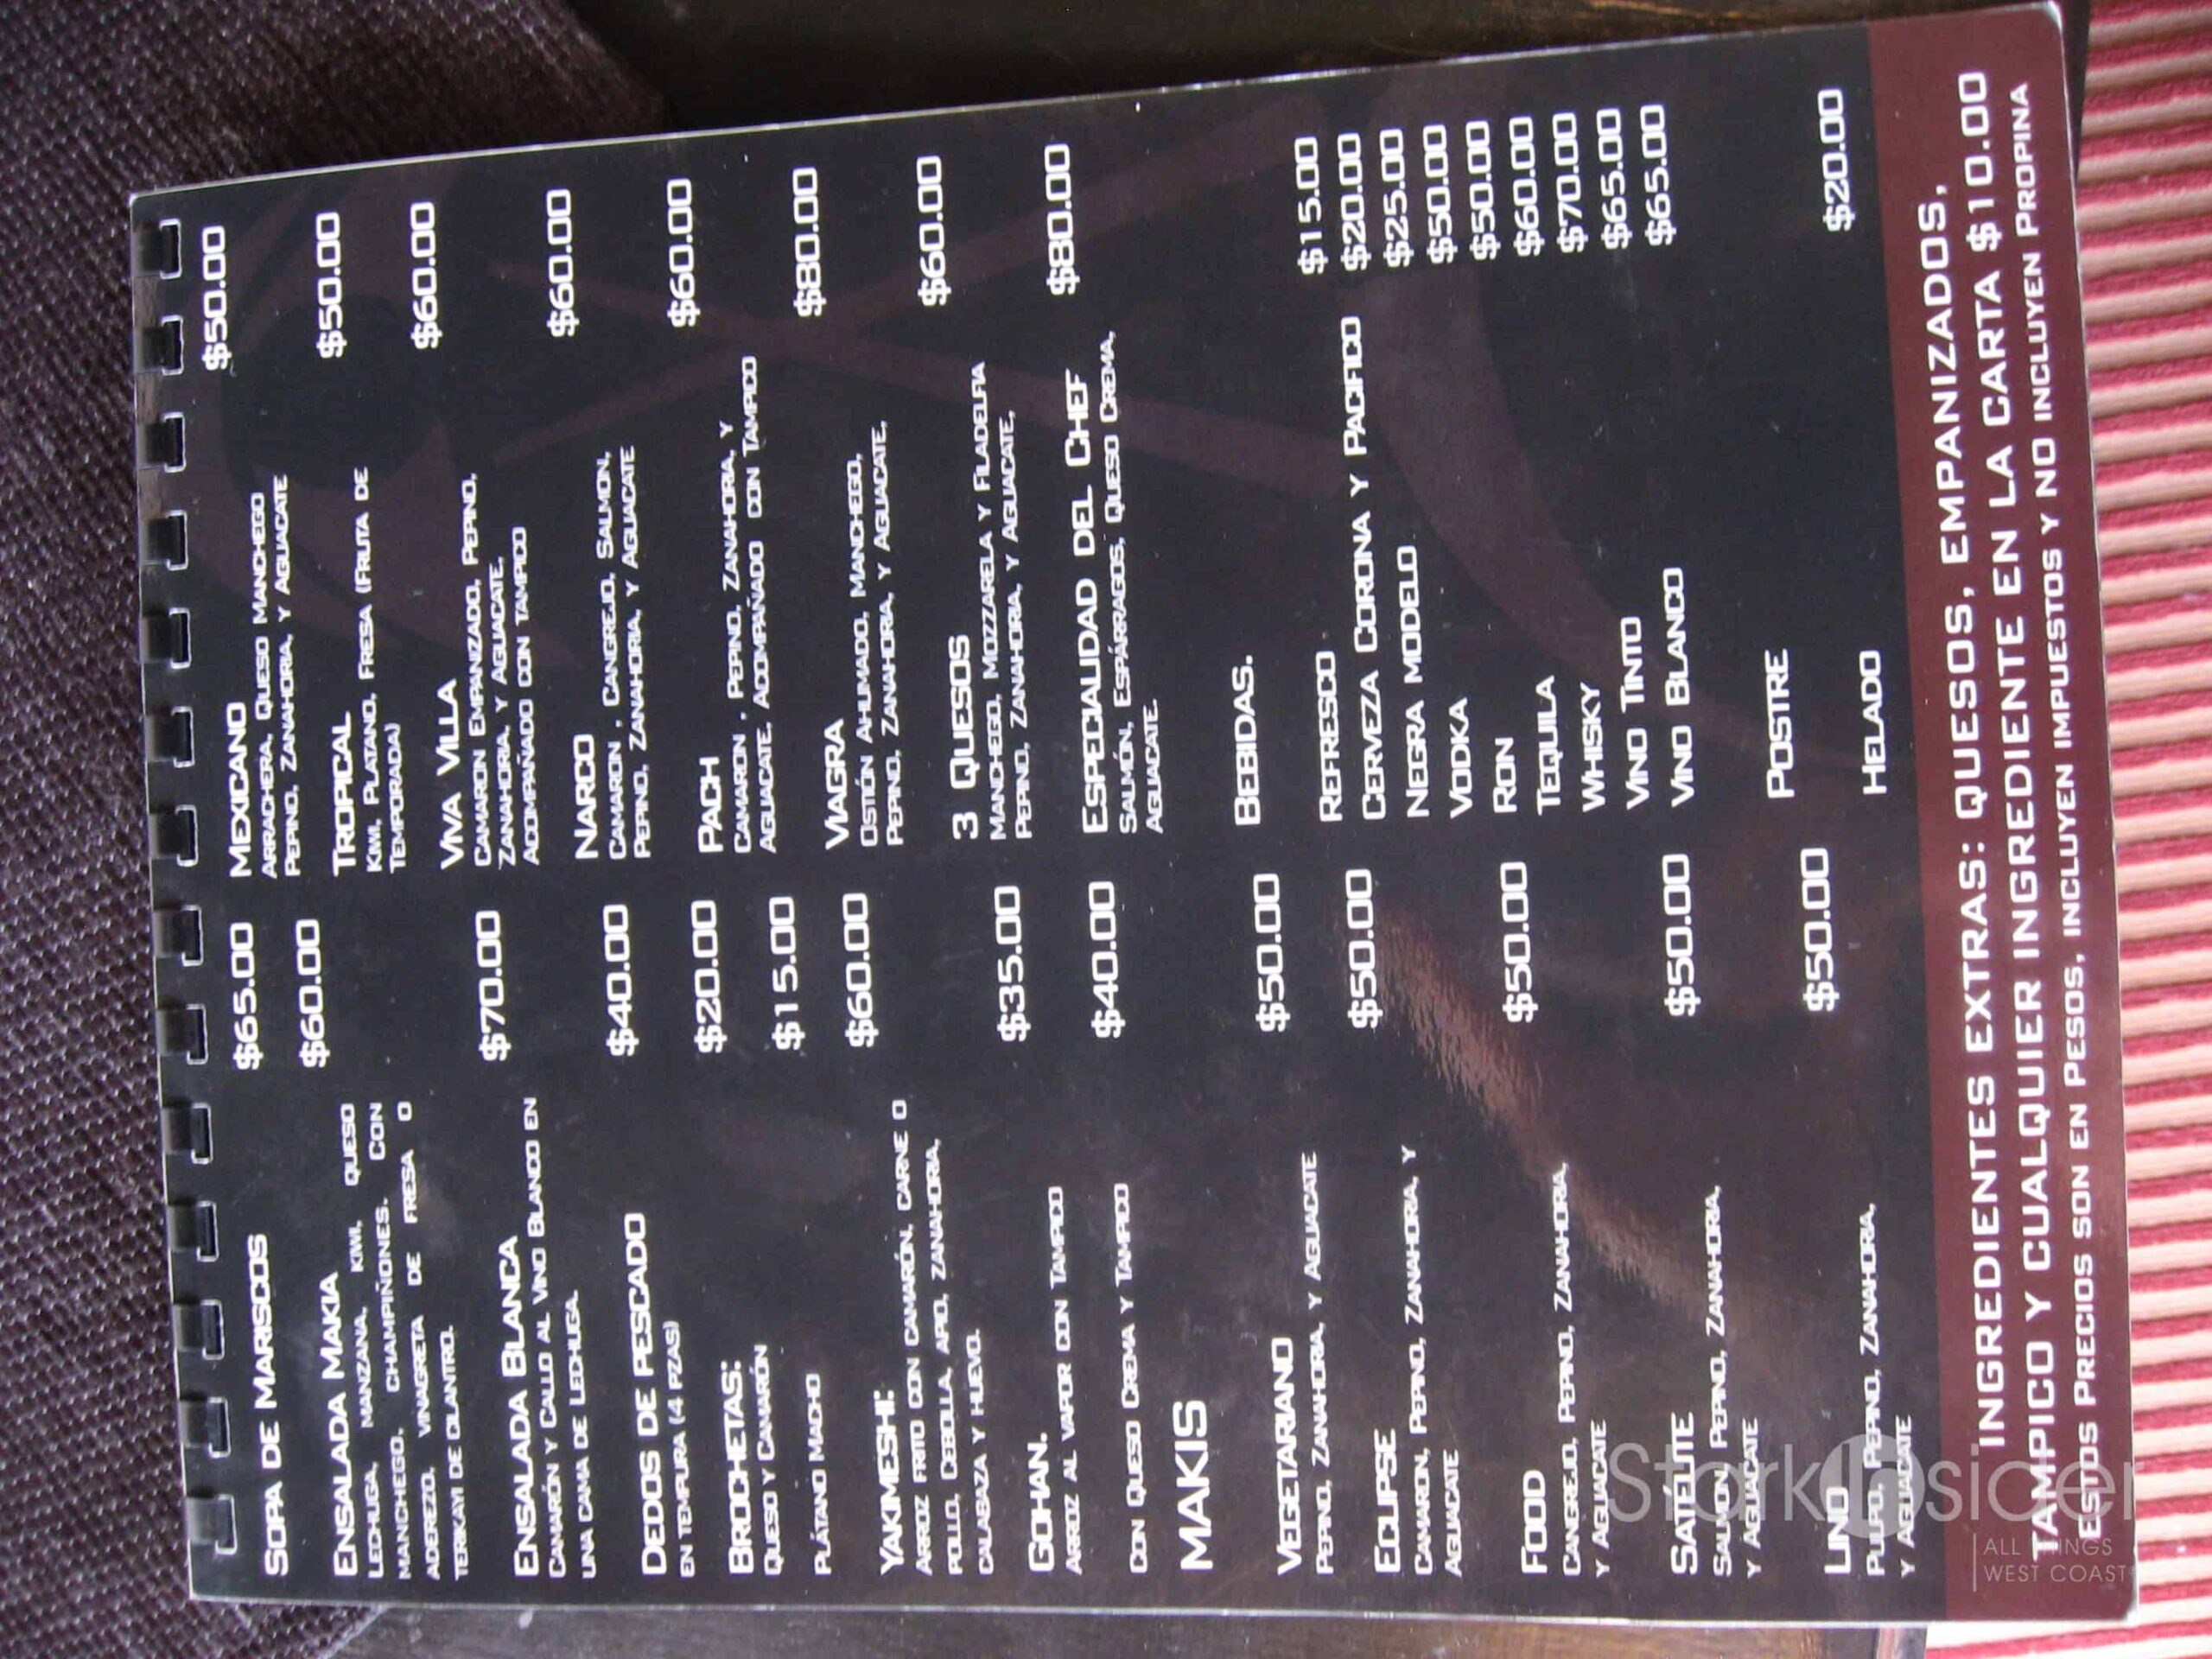 SOPA DE MARISCOS $65.00
ENSALADA MAKIA $60.00
LECHUGA, MANZANA, KIWI, QUESO
MANCHEGO, CHAMPIÑONES. CON
ADEREZO, VINAGRETA DE FRESA O
TERIKAYI DE CILANTRO.
ENSALADA BLANCA $70.00
CAMARÓN Y CALLO AL VINO BLANCO EN
UNA CAMA DE LECHUGA.
DEDOS DE PESCADO $40.00
EN TEMPURA (4 PZAS)
BROCHETAS: $20.00
QUESO Y CAMARÓN
PLÁTANO MACHO $15.00
YAKIMESHI: $60.00
ARROZ FRITO CON CAMARÓN, CARNE O
POLLO, CEBOLLA, APIO, ZANAHORIA,
CALABAZA Y HUEVO.
GOHAN. $35.00
ARROZ AL VAPOR CON TAMPICO
CON QUESO CREMA Y TAMPICO $40.00
MAKIS
VEGETARIANO $50.00
PEPINO, ZANAHORIA, Y AGUACATE
ECLIPSE $50.00
CAMARON, PEPINO, ZANAHORIA, Y
AGUACATE
FOOD $50.00
CANGREJO, PEPINO, ZANAHORIA,
Y AGUACATE
SATÉLITE $50.00
SALMON, PEPINO, ZANAHORIA,
Y AGUACATE
LINO $50.00
PULPO, PEPINO, ZANAHORIA,
Y AGUACATE
MEXICANO $50.00
ARRACHERA, QUESO MANCHEGO
PEPINO, ZANAHORIA, Y AGUACATE
TROPICAL $50.00
KIWI, PLATANO, FRESA (FRUTA DE
TEMPORADA)
VIVA VILLA $60.00
CAMARON EMPANIZADO, PEPINO,
ZANAHORIA, Y AGUACATE,
ACOMPAÑADO CON TAMPICO
NARCO $60.00
CAMARON , CANGREJO, SALMON,
PEPINO, ZANAHORIA, Y AGUACATE
PACH $60.00
CAMARON , PEPINO, ZANAHORIA, Y
AGUACATE, ACOMPAÑADO CON TAMPICO
VIAGRA $80.00
OSTIÓN AHUMADO, MANCHEGO,
PEPINO, ZANAHORIA, Y AGUACATE,
3 QUESOS $60.00
MANCHEGO, MOZZARELA Y FILADELFIA
PEPINO, ZANAHORIA, Y AGUACATE,
ESPECIALIDAD DEL CHEF $80.00
SALMÓN, ESPÁRRAGOS, QUESO CREMA,
AGUACATE.
BEBIDAS.
REFRESCO $15.00
CERVEZA CORONA Y PACIFICO $20.00
NEGRA MODELO $25.00
VODKA $50.00
RON $50.00
TEQUILA $60.00
WHISKY $70.00
VINO TINTO $65.00
VINO BLANCO $65.00
POSTRE
HELADO $20.00
INGREDIENTES EXTRAS: QUESOS, EMPANIZADOS,
TAMPICO Y CUALQUIER INGREDIENTE EN LA CARTA $10.00
ESTOS PRECIOS SON EN PESOS, INCLUYEN IMPUESTOS Y NO INCLUYEN PROPINA
Stark Insider
ALL THINGS
WEST COAST